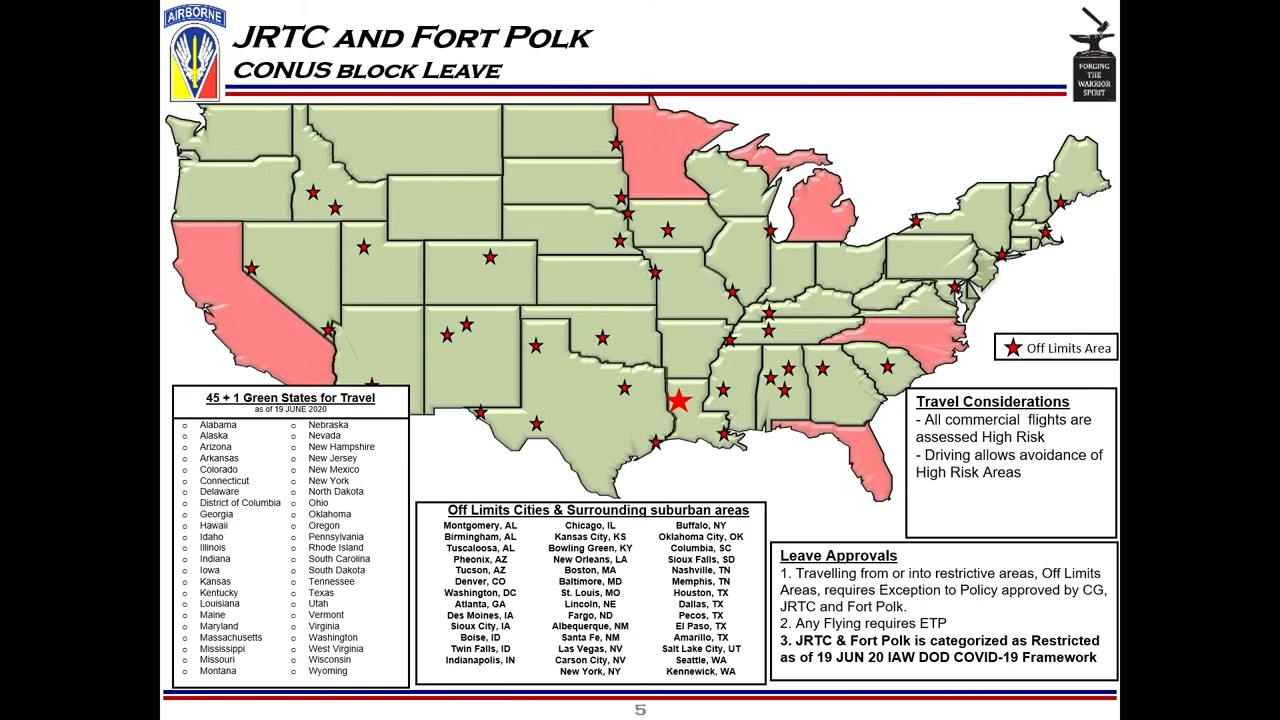 AIRBORNE
JRTC AND FORT POLK
CONUS BLOCK LEAVE
FORGING
THE
WARRIOR
SPIRIT
Off Limits Area
45 + 1 Green States for Travel
as of 19 JUNE 2020
o Alabama
o Alaska
o Arizona
o Arkansas
o Colorado
o Connecticut
o Delaware
o District of Columbia
o Georgia
o Hawaii
o Idaho
o Illinois
o Indiana
o Iowa
o Kansas
o Kentucky
o Louisiana
o Maine
o Maryland
o Massachusetts
o Mississippi
o Missouri
o Montana
o Nebraska
o Nevada
o New Hampshire
o New Jersey
o New Mexico
o New York
o North Dakota
o Ohio
o Oklahoma
o Oregon
o Pennsylvania
o Rhode Island
o South Carolina
o South Dakota
o Tennessee
o Texas
o Utah
o Vermont
o Virginia
o Washington
o West Virginia
o Wisconsin
o Wyoming
Off Limits Cities & Surrounding suburban areas
Montgomery, AL
Birmingham, AL
Tuscaloosa, AL
Pheonix, AZ
Tucson, AZ
Denver, CO
Washington, DC
Atlanta, GA
Des Moines, IA
Sioux City, IA
Boise, ID
Twin Falls, ID
Indianapolis, IN
Chicago, IL
Kansas City, KS
Bowling Green, KY
New Orleans, LA
Boston, MA
Baltimore, MD
St. Louis, MO
Lincoln, NE
Fargo, ND
Albequerque, NM
Santa Fe, NM
Las Vegas, NV
Carson City, NV
New York, NY
Buffalo, NY
Oklahoma City, OK
Columbia, SC
Sioux Falls, SD
Nashville, TN
Memphis, TN
Houston, TX
Dallas, TX
Pecos, TX
El Paso, TX
Amarillo, TX
Salt Lake City, UT
Seattle, WA
Kennewick, WA
Travel Considerations
- All commercial flights are
assessed High Risk
- Driving allows avoidance of
High Risk Areas
Leave Approvals
1. Travelling from or into restrictive areas, Off Limits
Areas, requires Exception to Policy approved by CG,
JRTC and Fort Polk.
2. Any Flying requires ETP
3. JRTC & Fort Polk is categorized as Restricted
as of 19 JUN 20 IAW DOD COVID-19 Framework
5